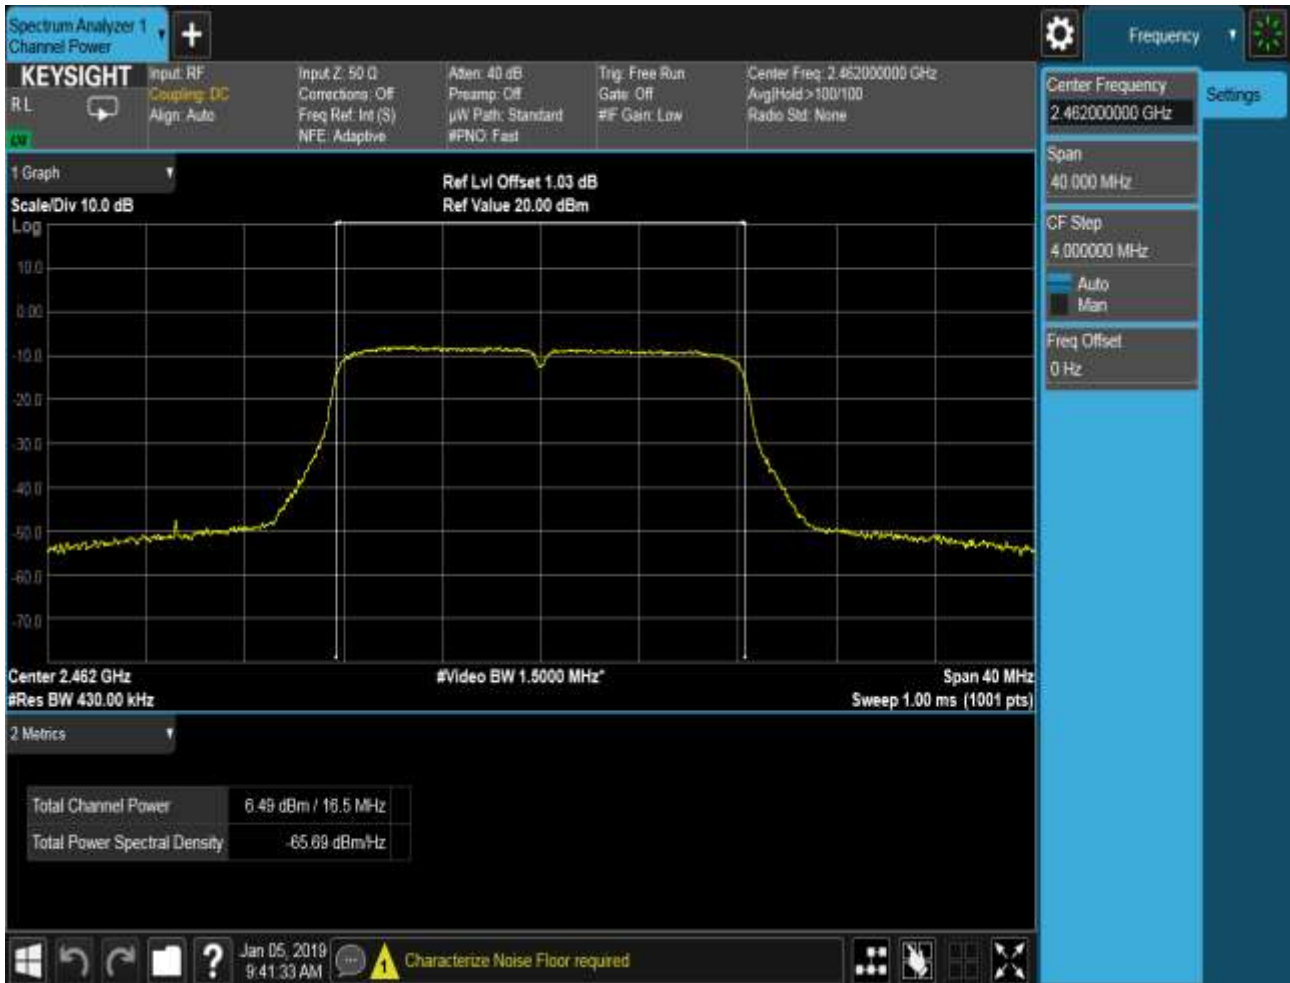 Spectrum Analyzer 1
Channel Power
Frequency
KEYSIGHT
R L
Input: RF
Coupling: DC
Align: Auto
Input Z: 50 Ω
Corrections: Off
Freq Ref: Int (S)
NFE: Adaptive
Atten: 40 dB
Preamp: Off
µW Path: Standard
#PNO: Fast
Trig: Free Run
Gate: Off
#IF Gain: Low
Center Freq: 2.462000000 GHz
Avg|Hold:>100/100
Radio Std: None
Center Frequency
2.462000000 GHz
Settings
Span
40.000 MHz
CF Step
4.000000 MHz
Auto
Man
Freq Offset
0 Hz
1 Graph
Scale/Div 10.0 dB
Ref Lvl Offset 1.03 dB
Ref Value 20.00 dBm
Log
10.0
0.00
-10.0
-20.0
-30.0
-40.0
-50.0
-60.0
-70.0
Center 2.462 GHz
#Res BW 430.00 kHz
#Video BW 1.5000 MHz*
Span 40 MHz
Sweep 1.00 ms (1001 pts)
2 Metrics
Total Channel Power 6.49 dBm / 16.5 MHz
Total Power Spectral Density -65.69 dBm/Hz
?
Jan 05, 2019
9:41:33 AM
1
Characterize Noise Floor required